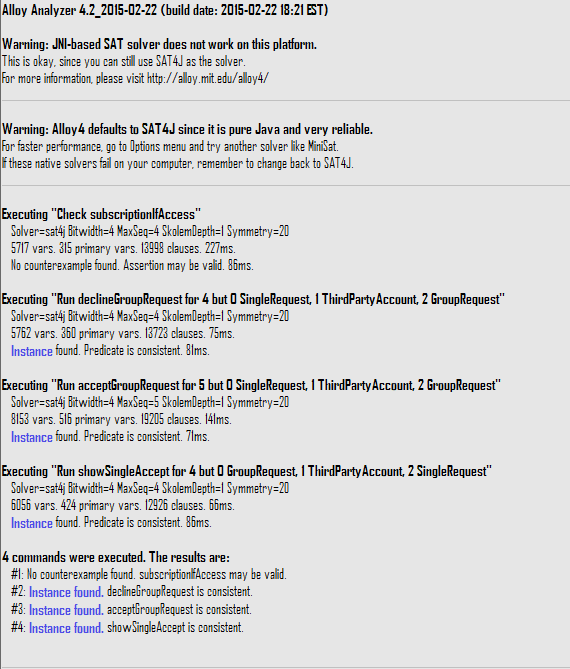 Alloy Analyzer 4.2_2015-02-22 (build date: 2015-02-22 18:21 EST)
Warning: JNI-based SAT solver does not work on this platform.
This is okay, since you can still use SAT4J as the solver.
For more information, please visit http://alloy.mit.edu/alloy4/
Warning: Alloy4 defaults to SAT4J since it is pure Java and very reliable.
For faster performance, go to Options menu and try another solver like MiniSat.
If these native solvers fail on your computer, remember to change back to SAT4J.
Executing "Check subscriptionIfAccess"
Solver=sat4j Bitwidth=4 MaxSeq=4 SkolemDepth=1 Symmetry=20
5717 vars. 315 primary vars. 13998 clauses. 227ms.
No counterexample found. Assertion may be valid. 86ms.
Executing "Run declineGroupRequest for 4 but 0 SingleRequest, 1 ThirdPartyAccount, 2 GroupRequest"
Solver=sat4j Bitwidth=4 MaxSeq=4 SkolemDepth=1 Symmetry=20
5762 vars. 360 primary vars. 13723 clauses. 75ms.
Instance found. Predicate is consistent. 81ms.
Executing "Run acceptGroupRequest for 5 but 0 SingleRequest, 1 ThirdPartyAccount, 2 GroupRequest"
Solver=sat4j Bitwidth=4 MaxSeq=5 SkolemDepth=1 Symmetry=20
8153 vars. 516 primary vars. 19205 clauses. 141ms.
Instance found. Predicate is consistent. 71ms.
Executing "Run showSingleAccept for 4 but 0 GroupRequest, 1 ThirdPartyAccount, 2 SingleRequest"
Solver=sat4j Bitwidth=4 MaxSeq=4 SkolemDepth=1 Symmetry=20
6056 vars. 424 primary vars. 12926 clauses. 66ms.
Instance found. Predicate is consistent. 86ms.
4 commands were executed. The results are:
#1: No counterexample found. subscriptionIfAccess may be valid.
#2: Instance found. declineGroupRequest is consistent.
#3: Instance found. acceptGroupRequest is consistent.
#4: Instance found. showSingleAccept is consistent.